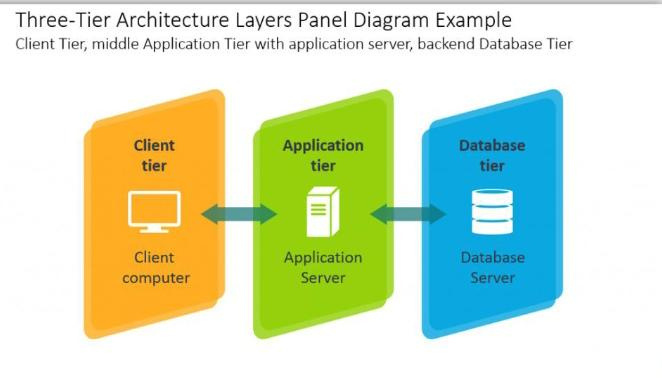 Three-Tier Architecture Layers Panel Diagram Example
Client Tier, middle Application Tier with application server, backend Database Tier
Client
tier
Client
computer
Application
tier
Application
Server
Database
tier
Database
Server